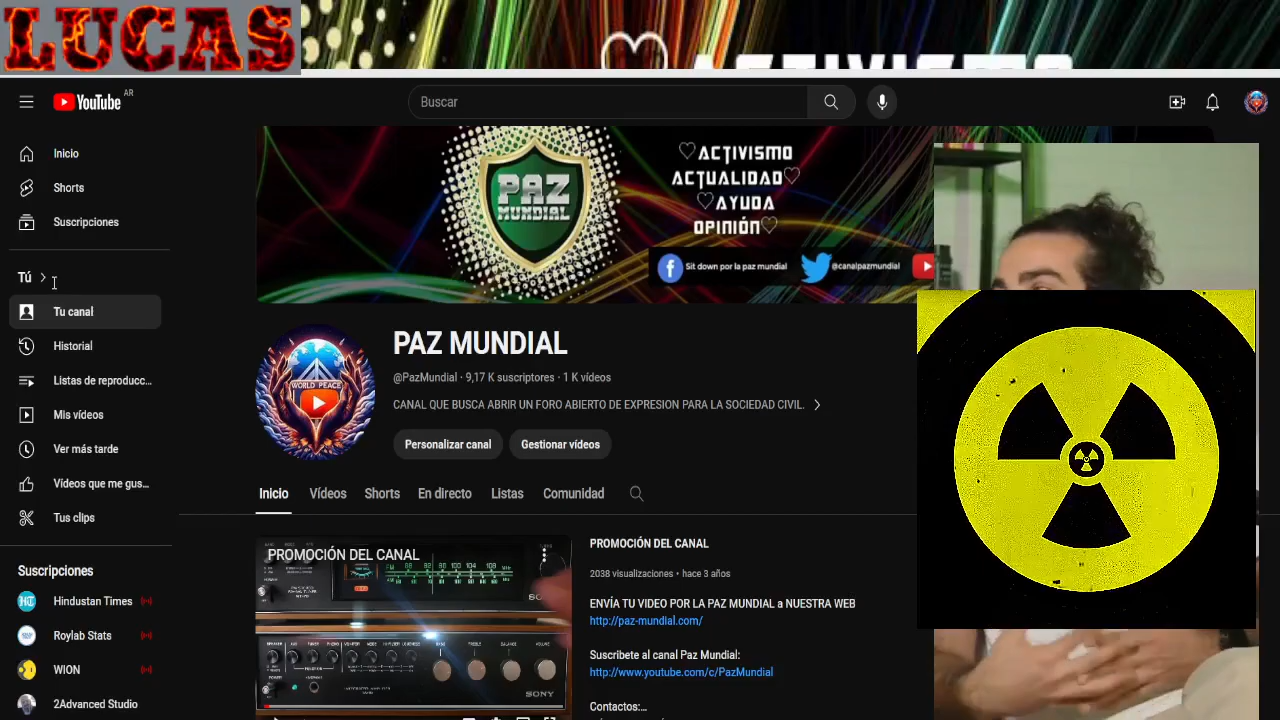 LUCAS
ACTIVISMO
YouTube AR
Buscar
Inicio
Shorts
Suscripciones
Tú
Tu canal
Historial
Listas de reproducc...
Mis vídeos
Ver más tarde
Vídeos que me gus...
Tus clips
Suscripciones
Hindustan Times
Roylab Stats
WION
2Advanced Studio
PAZ
MUNDIAL
♡ACTIVISMO
ACTUALIDAD♡
♡AYUDA
OPINIÓN♡
Sit down por la paz mundial
@canalpazmundial
WORLD PEACE
PAZ MUNDIAL
@PazMundial · 9,17 K suscriptores · 1 K vídeos
CANAL QUE BUSCA ABRIR UN FORO ABIERTO DE EXPRESION PARA LA SOCIEDAD CIVIL.
Personalizar canal
Gestionar vídeos
Inicio
Vídeos
Shorts
En directo
Listas
Comunidad
PROMOCIÓN DEL CANAL
SONY
PROMOCIÓN DEL CANAL
2038 visualizaciones · hace 3 años
ENVÍA TU VIDEO POR LA PAZ MUNDIAL a NUESTRA WEB
http://paz-mundial.com/
Suscribete al canal Paz Mundial:
http://www.youtube.com/c/PazMundial
Contactos:...